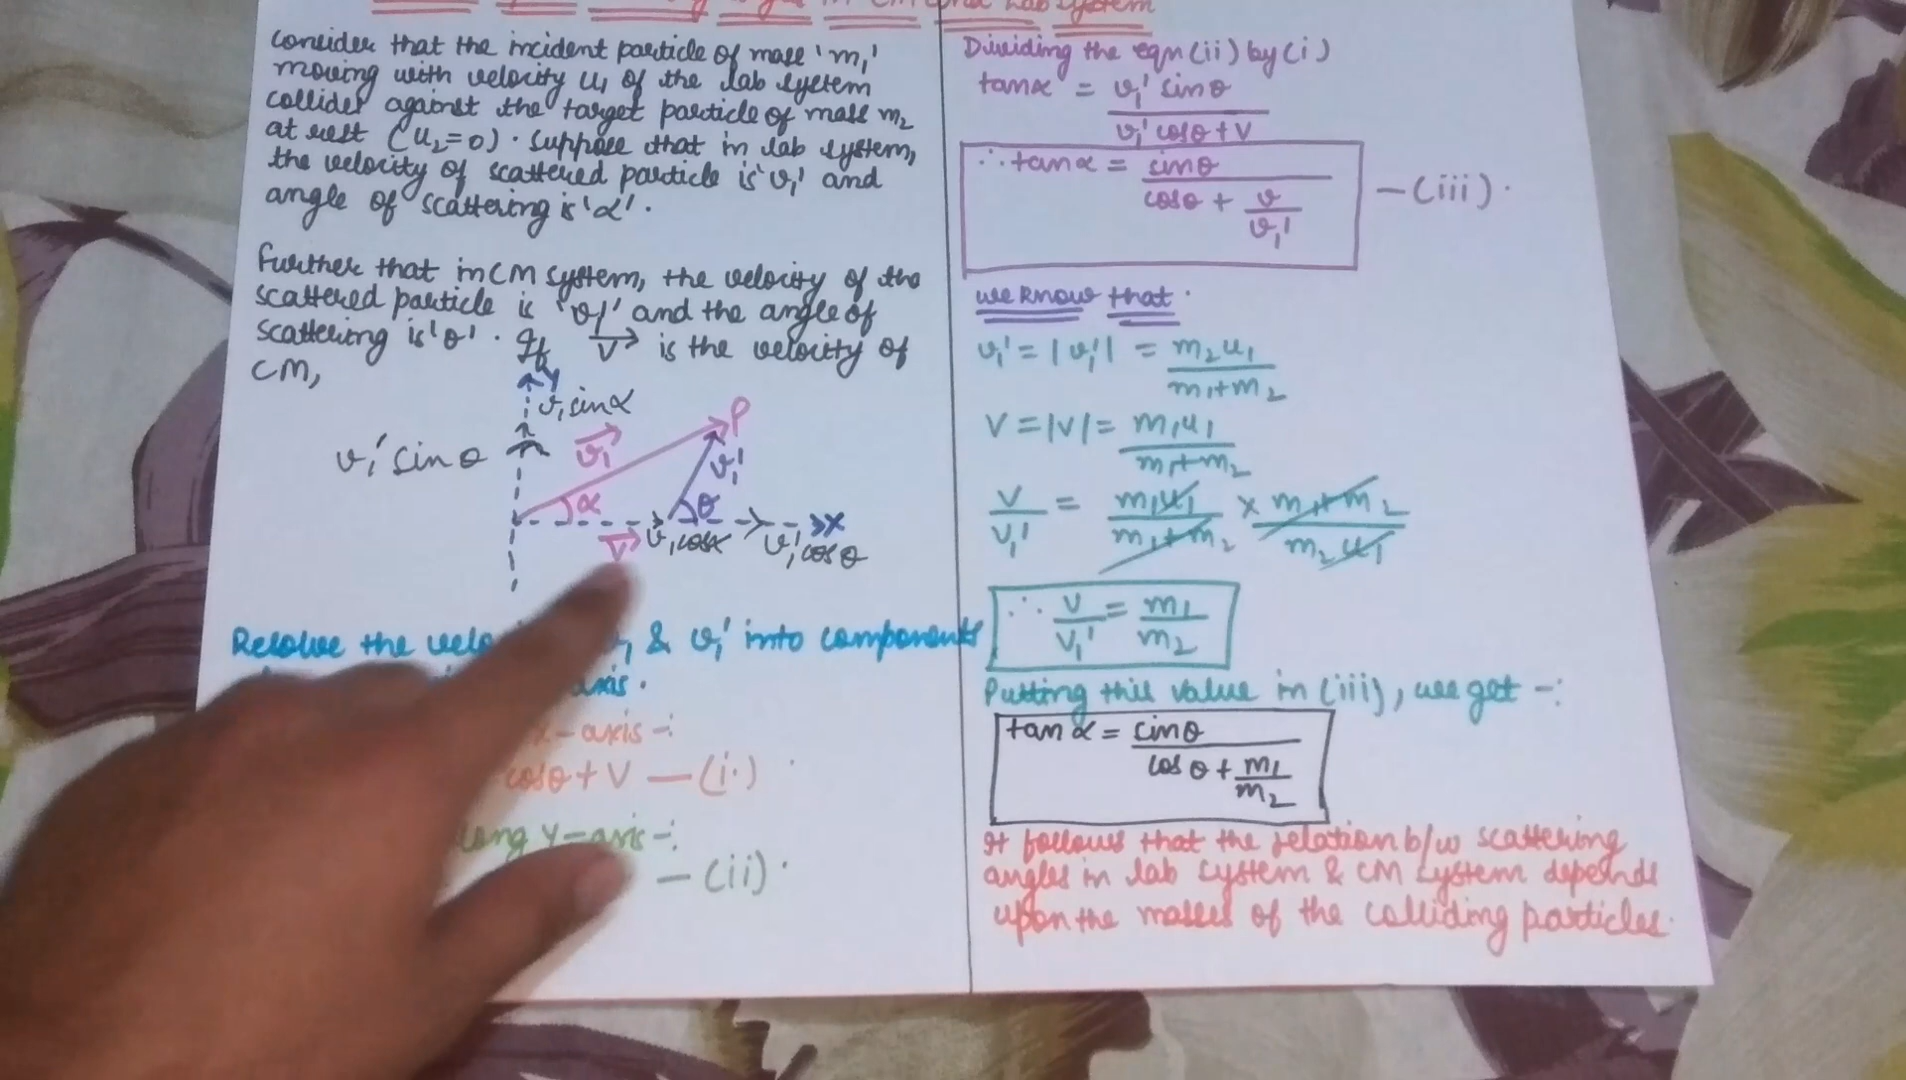 in CM and Lab system
Consider that the incident particle of mass 'm₁'
moving with velocity u₁ of the lab system
collides against the target particle of mass m₂
at rest (u₂=0). Suppose that in lab system,
the velocity of scattered particle is 'v₁' and
angle of scattering is 'α'.
Further that in CM system, the velocity of the
scattered particle is 'v₁'' and the angle of
scattering is 'θ'. If V⃗ is the velocity of
CM,
Y
v₁ sinα
v₁' sinθ
v⃗₁
P
v₁'
α
θ
X
V⃗
v₁cosα
v₁'cosθ
Resolve the & v₁' into components
axis.
x-axis -:
cosθ + V — (i.)
long y-axis -:
— (ii).
Dividing the eqn (ii) by (i)
tanα = v₁' sinθ
v₁' cosθ + V
∴ tanα = sinθ — (iii).
cosθ + v
v₁'
we know that.
v₁' = |v₁'| = m₂u₁
m₁+m₂
V = |V| = m₁u₁
m₁+m₂
V/v₁' = m₁u₁/m₁+m₂ × m₁+m₂/m₂u₁
∴ V/v₁' = m₁/m₂
Putting this value in (iii), we get -:
tanα = sinθ
cosθ + m₁
m₂
It follows that the relation b/w scattering
angles in lab system & CM system depends
upon the masses of the colliding particles.